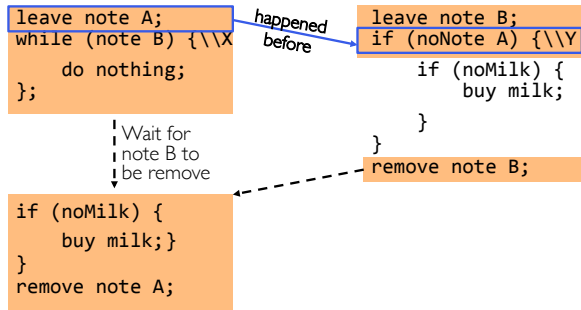 leave note A;
while (note B) {\\X
do nothing;
};
happened
before
leave note B;
if (noNote A) {\\Y
if (noMilk) {
buy milk;
}
}
remove note B;
Wait for
note B to
be remove
if (noMilk) {
buy milk;}
}
remove note A;